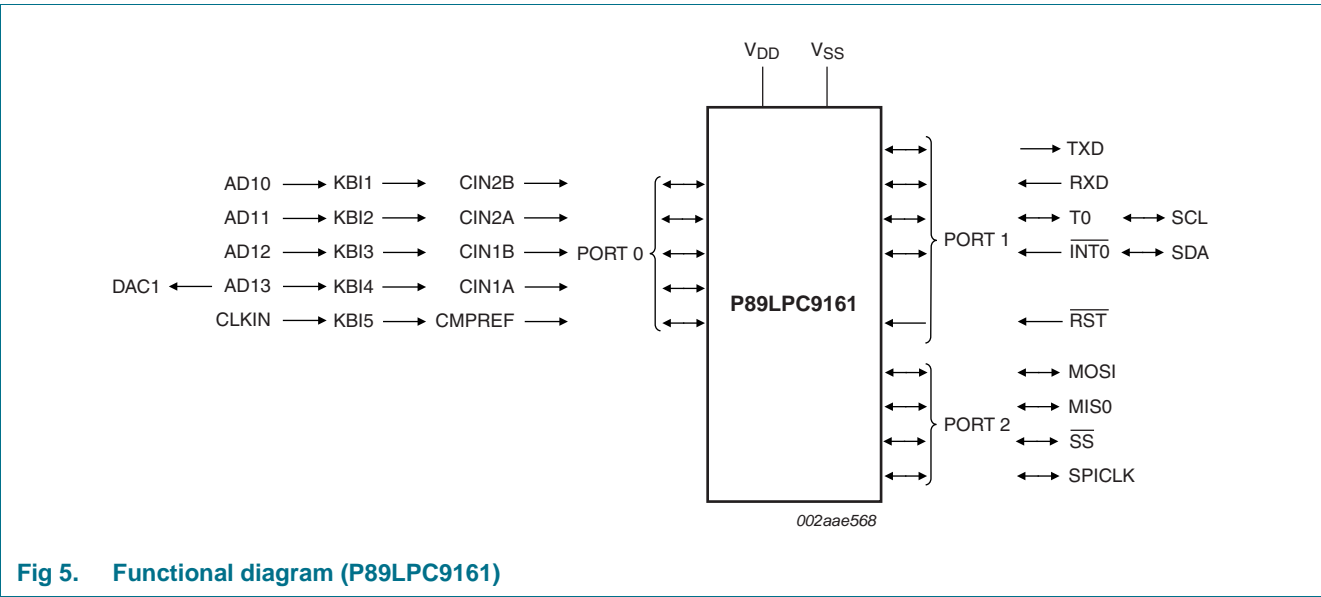 VDD VSS
TXD
AD10 KBI1 CIN2B RXD
AD11 KBI2 CIN2A T0 SCL
PORT 1
AD12 KBI3 CIN1B PORT 0 INT0 SDA
DAC1 AD13 KBI4 CIN1A
P89LPC9161
CLKIN KBI5 CMPREF RST
MOSI
MIS0
PORT 2
SS
SPICLK
002aae568
Fig 5. Functional diagram (P89LPC9161)